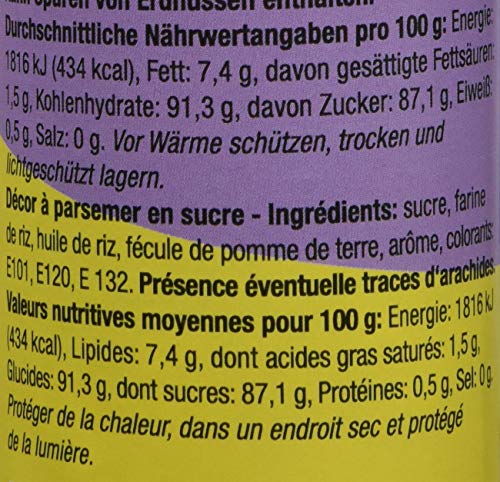 Spuren von Erdnüssen enthalten.
Durchschnittliche Nährwertangaben pro 100 g: Energie:
1816 kJ (434 kcal), Fett: 7,4 g, davon gesättigte Fettsäuren:
1,5 g, Kohlenhydrate: 91,3 g, davon Zucker: 87,1 g, Eiweiß:
0,5 g, Salz: 0 g. Vor Wärme schützen, trocken und
lichtgeschützt lagern.
Décor à parsemer en sucre - Ingrédients: sucre, farine
de riz, huile de riz, fécule de pomme de terre, arôme, colorants:
E101, E120, E 132. Présence éventuelle traces d'arachides
Valeurs nutritives moyennes pour 100 g: Energie: 1816 kJ
(434 kcal), Lipides: 7,4 g, dont acides gras saturés: 1,5 g,
Glucides: 91,3 g, dont sucres: 87,1 g, Protéines: 0,5 g, Sel: 0 g.
Protéger de la chaleur, dans un endroit sec et protégé
de la lumière.